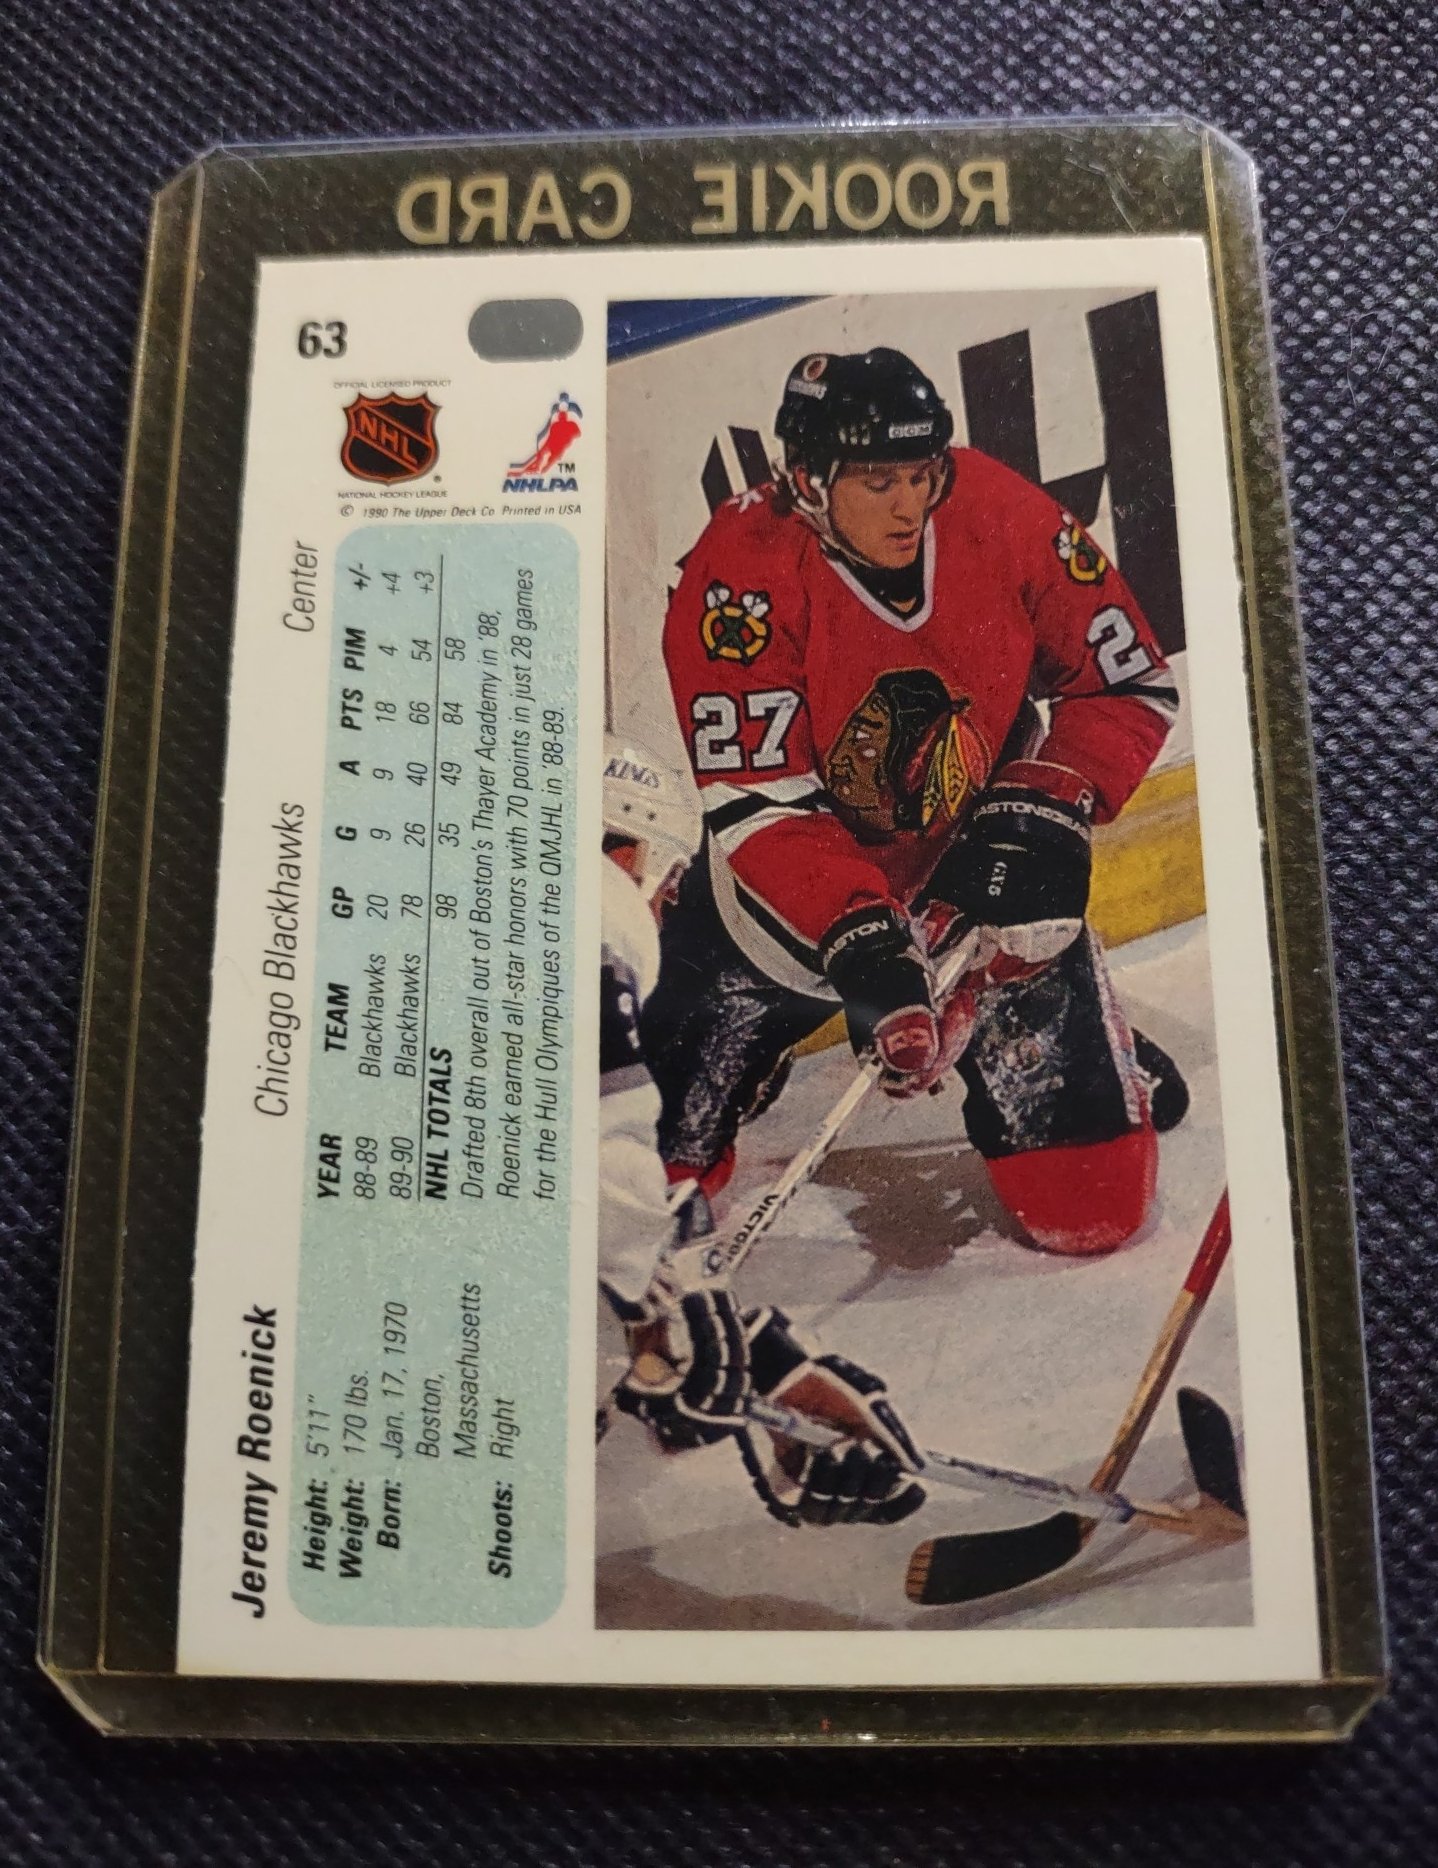 ROOKIE CARD
63
OFFICIAL LICENSED PRODUCT
NHL
®
NATIONAL HOCKEY LEAGUE
TM
NHLPA
© 1990 The Upper Deck Co. Printed in USA
Jeremy Roenick Chicago Blackhawks Center
Height: 5'11"
Weight: 170 lbs.
Born: Jan. 17, 1970
Boston,
Massachusetts
Shoots: Right
YEAR TEAM GP G A PTS PIM +/-
88-89 Blackhawks 20 9 9 18 4 +4
89-90 Blackhawks 78 26 40 66 54 +3
NHL TOTALS 98 35 49 84 58
Drafted 8th overall out of Boston's Thayer Academy in '88,
Roenick earned all-star honors with 70 points in just 28 games
for the Hull Olympiques of the QMJHL in '88-89.
CCM
27
2
KINGS
EASTON
EASTON
VICTORIAVILLE